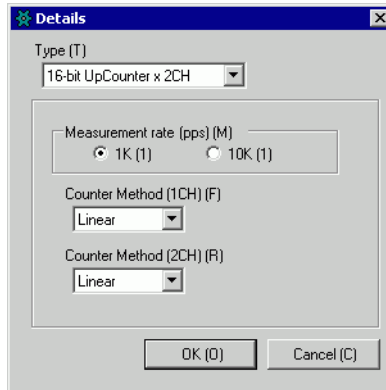 Details
Type (T)
16-bit UpCounter x 2CH
Measurement rate (pps) (M)
1K (1) 10K (1)
Counter Method (1CH) (F)
Linear
Counter Method (2CH) (R)
Linear
OK (O) Cancel (C)